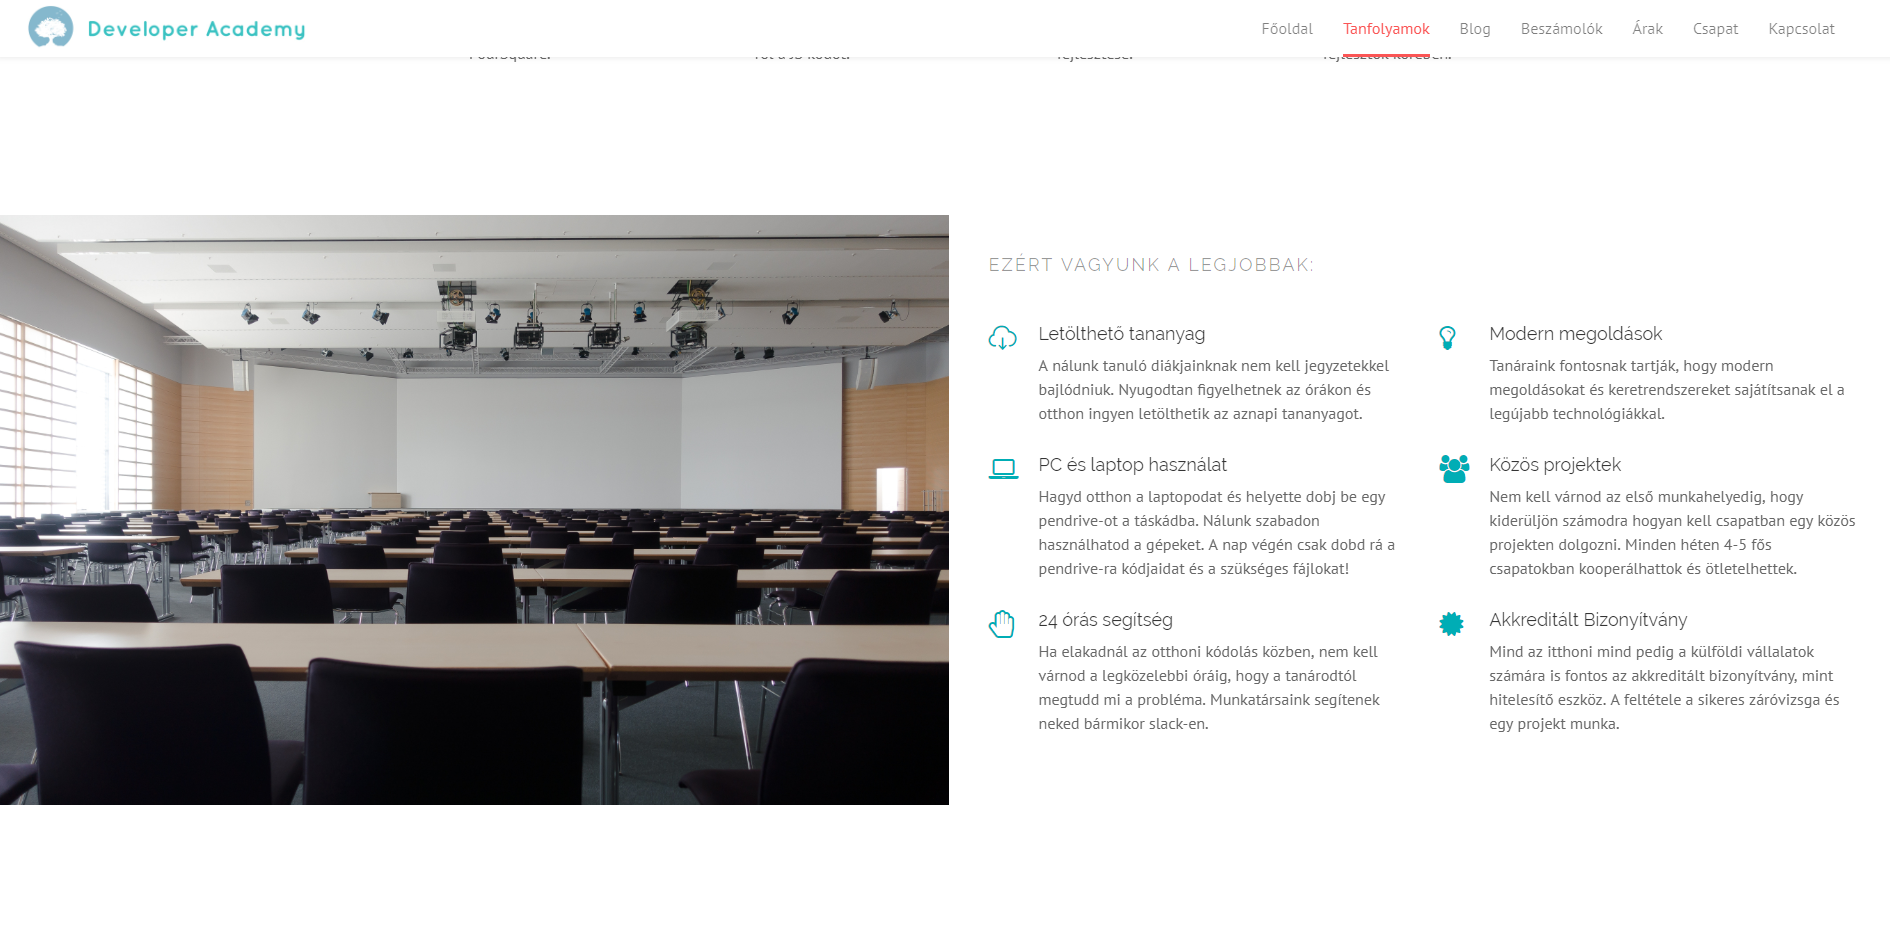 Developer Academy
Főoldal Tanfolyamok Blog Beszámolók Árak Csapat Kapcsolat
EZÉRT VAGYUNK A LEGJOBBAK:
Letölthető tananyag
A nálunk tanuló diákjainknak nem kell jegyzetekkel
bajlódniuk. Nyugodtan figyelhetnek az órákon és
otthon ingyen letölthetik az aznapi tananyagot.
Modern megoldások
Tanáraink fontosnak tartják, hogy modern
megoldásokat és keretrendszereket sajátítsanak el a
legújabb technológiákkal.
PC és laptop használat
Hagyd otthon a laptopodat és helyette dobj be egy
pendrive-ot a táskádba. Nálunk szabadon
használhatod a gépeket. A nap végén csak dobd rá a
pendrive-ra kódjaidat és a szükséges fájlokat!
Közös projektek
Nem kell várnod az első munkahelyedig, hogy
kiderüljön számodra hogyan kell csapatban egy közös
projekten dolgozni. Minden héten 4-5 fős
csapatokban kooperálhattok és ötletelhettek.
24 órás segítség
Ha elakadnál az otthoni kódolás közben, nem kell
várnod a legközelebbi óráig, hogy a tanárodtól
megtudd mi a probléma. Munkatársaink segítenek
neked bármikor slack-en.
Akkreditált Bizonyítvány
Mind az itthoni mind pedig a külföldi vállalatok
számára is fontos az akkreditált bizonyítvány, mint
hitelesítő eszköz. A feltétele a sikeres záróvizsga és
egy projekt munka.